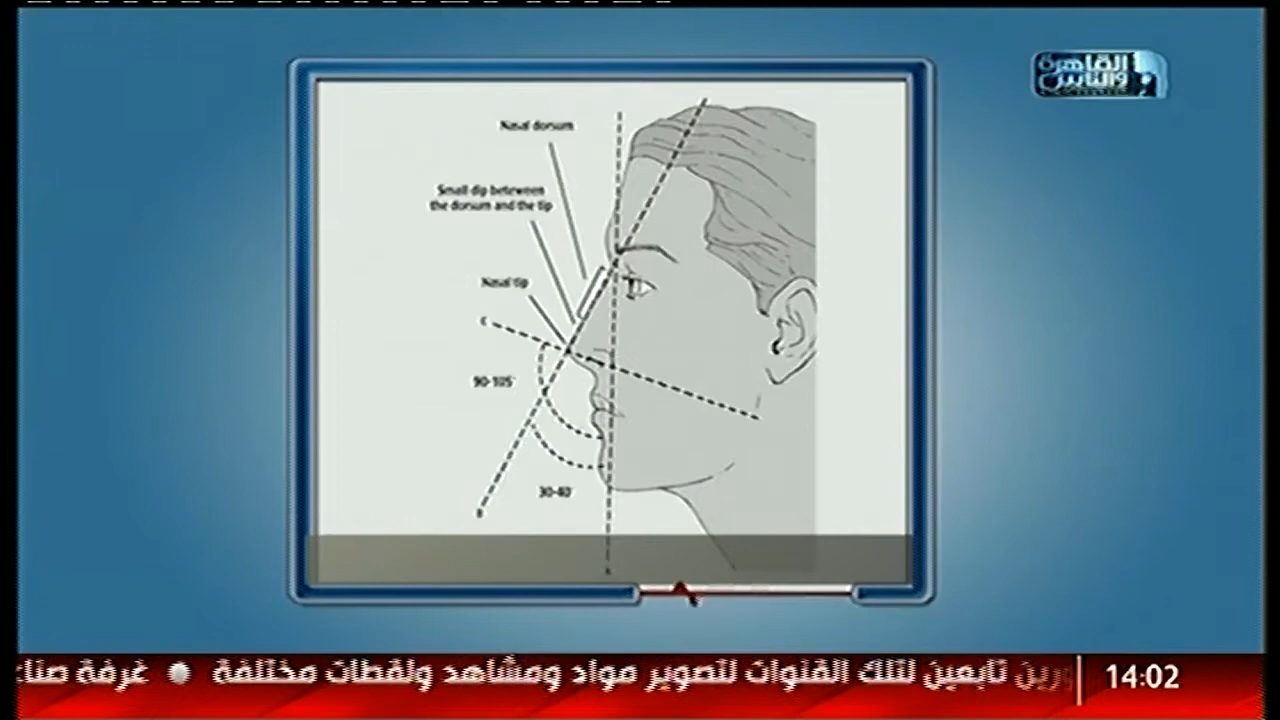 القاهرة
والناس
Nasal dorsum
Small dip beteween
the dorsum and the tip
Nasal tip
C
90-105
30-40
B
A
تابعين لتلك القنوات لتصوير مواد ومشاهد ولقطات مختلفة ● غرفة
14:02